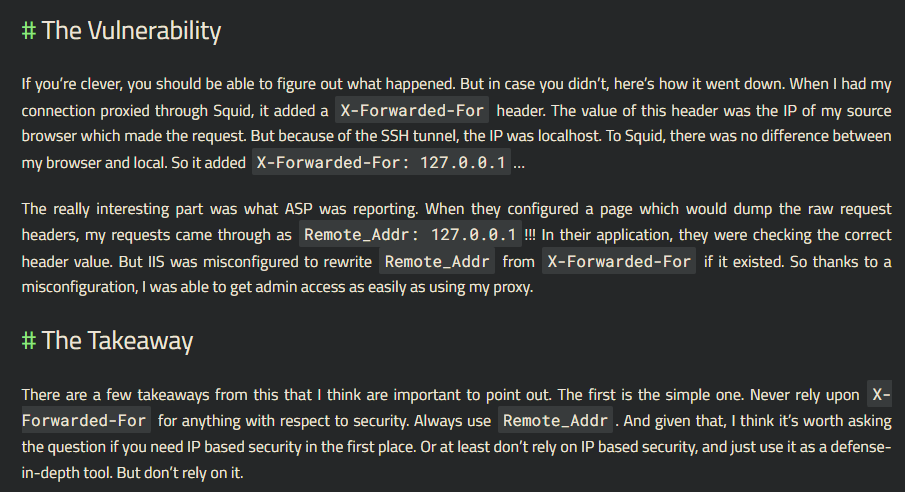 # The Vulnerability
If you're clever, you should be able to figure out what happened. But in case you didn't, here's how it went down. When I had my
connection proxied through Squid, it added a X-Forwarded-For header. The value of this header was the IP of my source
browser which made the request. But because of the SSH tunnel, the IP was localhost. To Squid, there was no difference between
my browser and local. So it added X-Forwarded-For: 127.0.0.1...
The really interesting part was what ASP was reporting. When they configured a page which would dump the raw request
headers, my requests came through as Remote_Addr: 127.0.0.1!!! In their application, they were checking the correct
header value. But IIS was misconfigured to rewrite Remote_Addr from X-Forwarded-For if it existed. So thanks to a
misconfiguration, I was able to get admin access as easily as using my proxy.
# The Takeaway
There are a few takeaways from this that I think are important to point out. The first is the simple one. Never rely upon X-
Forwarded-For for anything with respect to security. Always use Remote_Addr. And given that, I think it's worth asking
the question if you need IP based security in the first place. Or at least don't rely on IP based security, and just use it as a defense-
in-depth tool. But don't rely on it.